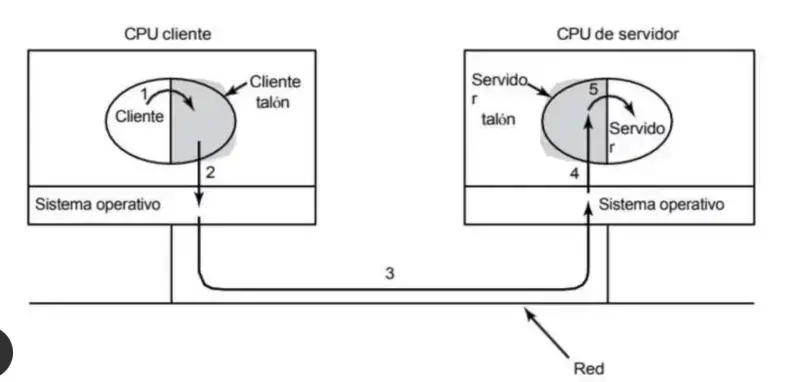 CPU cliente
CPU de servidor
1
Cliente
Cliente
talón
2
Sistema operativo
Servido
r
talón
5
Servido
r
4
Sistema operativo
3
Red